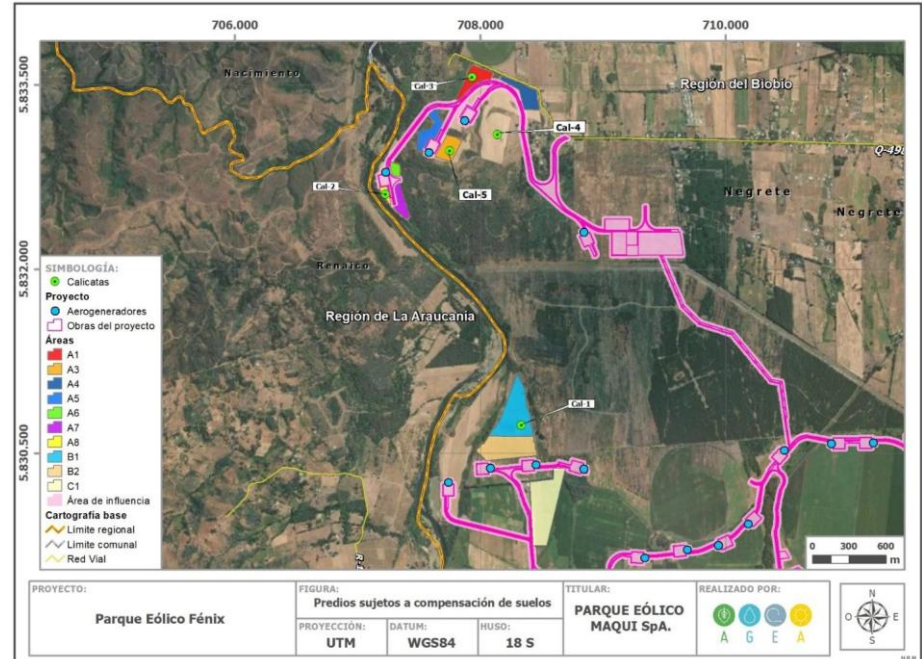 706.000 708.000 710.000
5.833.500
5.832.000
5.830.500
Nacimiento
Región del Biobío
Cal-3
Cal-4
Cal-5
Cal-2
Negrete
Negrete
Renaico
Región de La Araucanía
Cal-1
SIMBOLOGÍA:
Calicatas
Proyecto
Aerogeneradores
Obras del proyecto
Áreas
A1
A3
A4
A5
A6
A7
A8
B1
B2
C1
Área de influencia
Cartografía base
Límite regional
Límite comunal
Red Vial
0 300 600
m
PROYECTO:
Parque Eólico Fénix
FIGURA:
Predios sujetos a compensación de suelos
PROYECCIÓN:
UTM
DATUM:
WGS84
HUSO:
18 S
TITULAR:
PARQUE EÓLICO
MAQUI SpA.
REALIZADO POR:
A G E A
N
O E
S